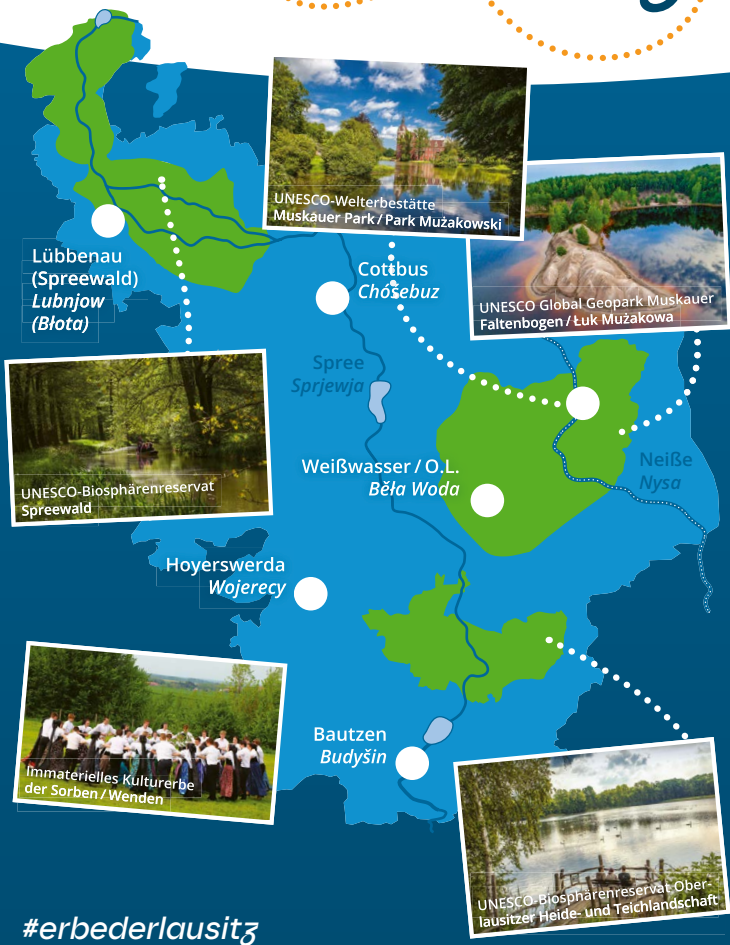 UNESCO-Welterbestätte
Muskauer Park / Park Mużakowski
UNESCO Global Geopark Muskauer
Faltenbogen / Łuk Mużakowa
Lübbenau
(Spreewald)
Lubnjow
(Błota)
Cottbus
Chóśebuz
Spree
Sprjewja
UNESCO-Biosphärenreservat
Spreewald
Weißwasser / O.L.
Běła Woda
Neiße
Nysa
Hoyerswerda
Wojerecy
Immaterielles Kulturerbe
der Sorben / Wenden
Bautzen
Budyšin
UNESCO-Biosphärenreservat Ober-
lausitzer Heide- und Teichlandschaft
#erbederlausitz